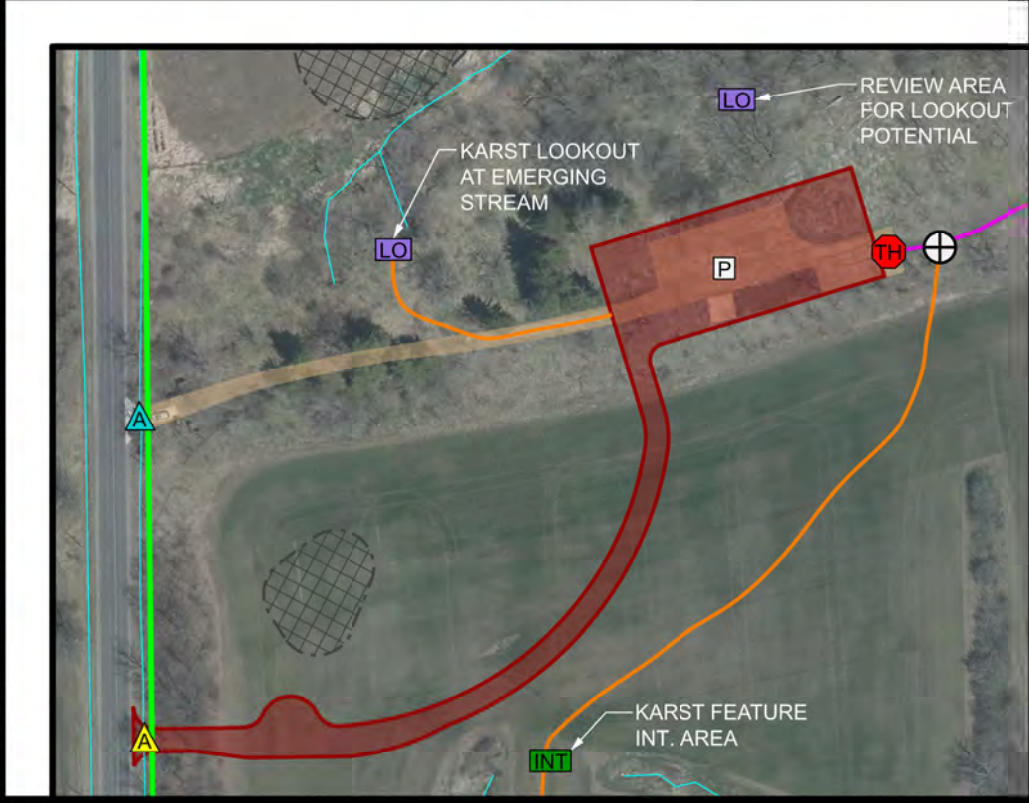 LO
REVIEW AREA
FOR LOOKOUT
POTENTIAL
KARST LOOKOUT
AT EMERGING
STREAM
LO
TH
P
A
A
KARST FEATURE
INT. AREA
INT